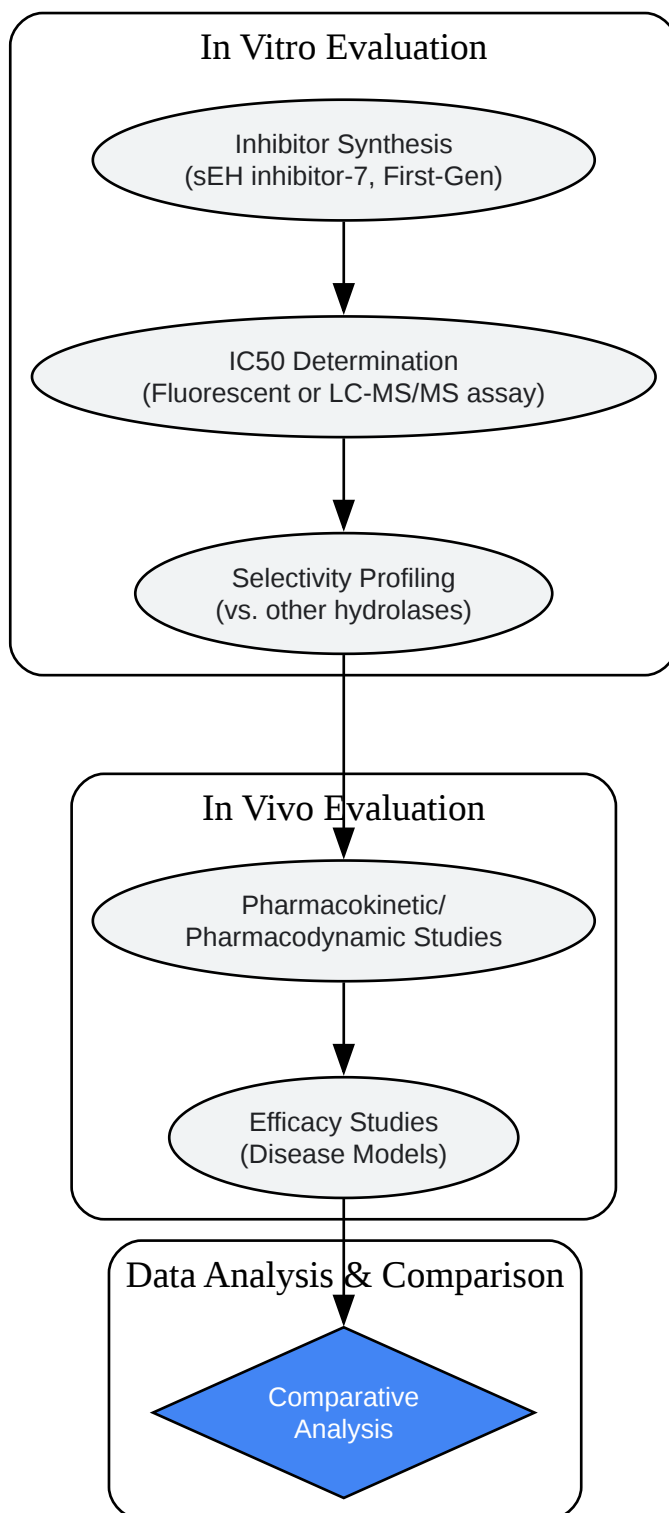 In Vitro Evaluation
Inhibitor Synthesis
(sEH inhibitor-7, First-Gen)
IC50 Determination
(Fluorescent or LC-MS/MS assay)
Selectivity Profiling
(vs. other hydrolases)
In Vivo Evaluation
Pharmacokinetic/
Pharmacodynamic Studies
Efficacy Studies
(Disease Models)
Data Analysis & Comparison
Comparative
Analysis